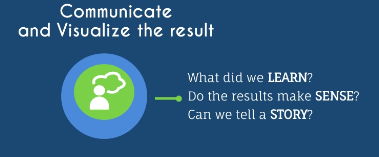 Communicate
and Visualize the result
What did we LEARN?
Do the results make SENSE?
Can we tell a STORY?